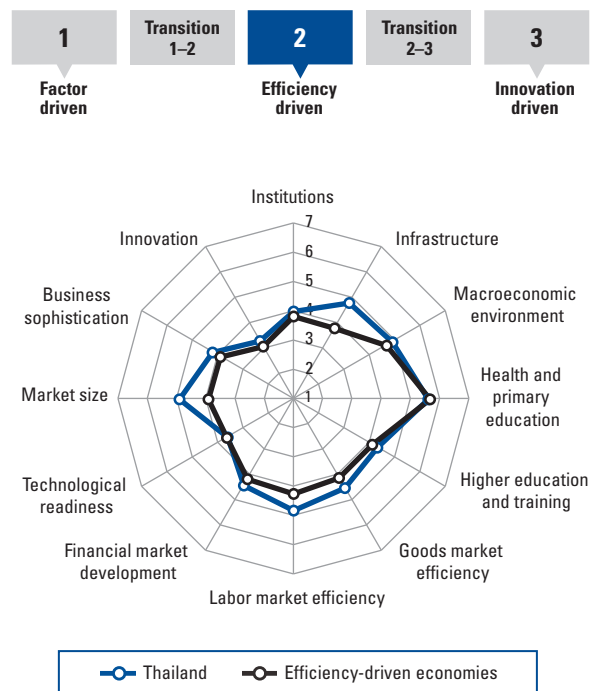 1
Transition
1–2
2
Transition
2–3
3
Factor
driven
Efficiency
driven
Innovation
driven
Institutions
7
6
5
4
3
2
1
Infrastructure
Macroeconomic
environment
Health and
primary
education
Higher education
and training
Goods market
efficiency
Labor market efficiency
Financial market
development
Technological
readiness
Market size
Business
sophistication
Innovation
Thailand
Efficiency-driven economies